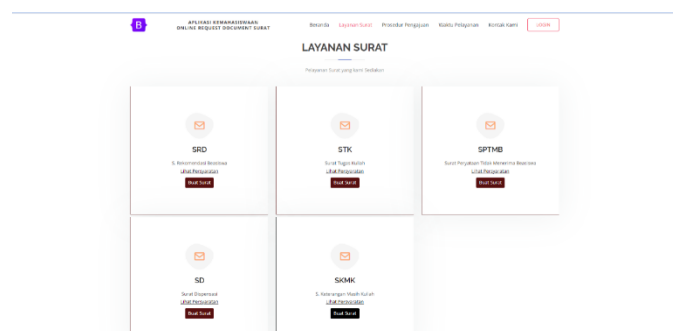 B
APLIKASI KEMAHASISWAAN
ONLINE REQUEST DOCUMENT SURAT
Beranda Layanan Surat Prosedur Pengajuan Waktu Pelayanan Kontak Kami LOGIN
LAYANAN SURAT
Pelayanan Surat yang kami Sediakan
SRD
S. Rekomendasi Beasiswa
Lihat Persyaratan
Buat Surat
STK
Surat Tugas Kuliah
Lihat Persyaratan
Buat Surat
SPTMB
Surat Pernyataan Tidak Menerima Beasiswa
Lihat Persyaratan
Buat Surat
SD
Surat Dispensasi
Lihat Persyaratan
Buat Surat
SKMK
S. Keterangan Masih Kuliah
Lihat Persyaratan
Buat Surat